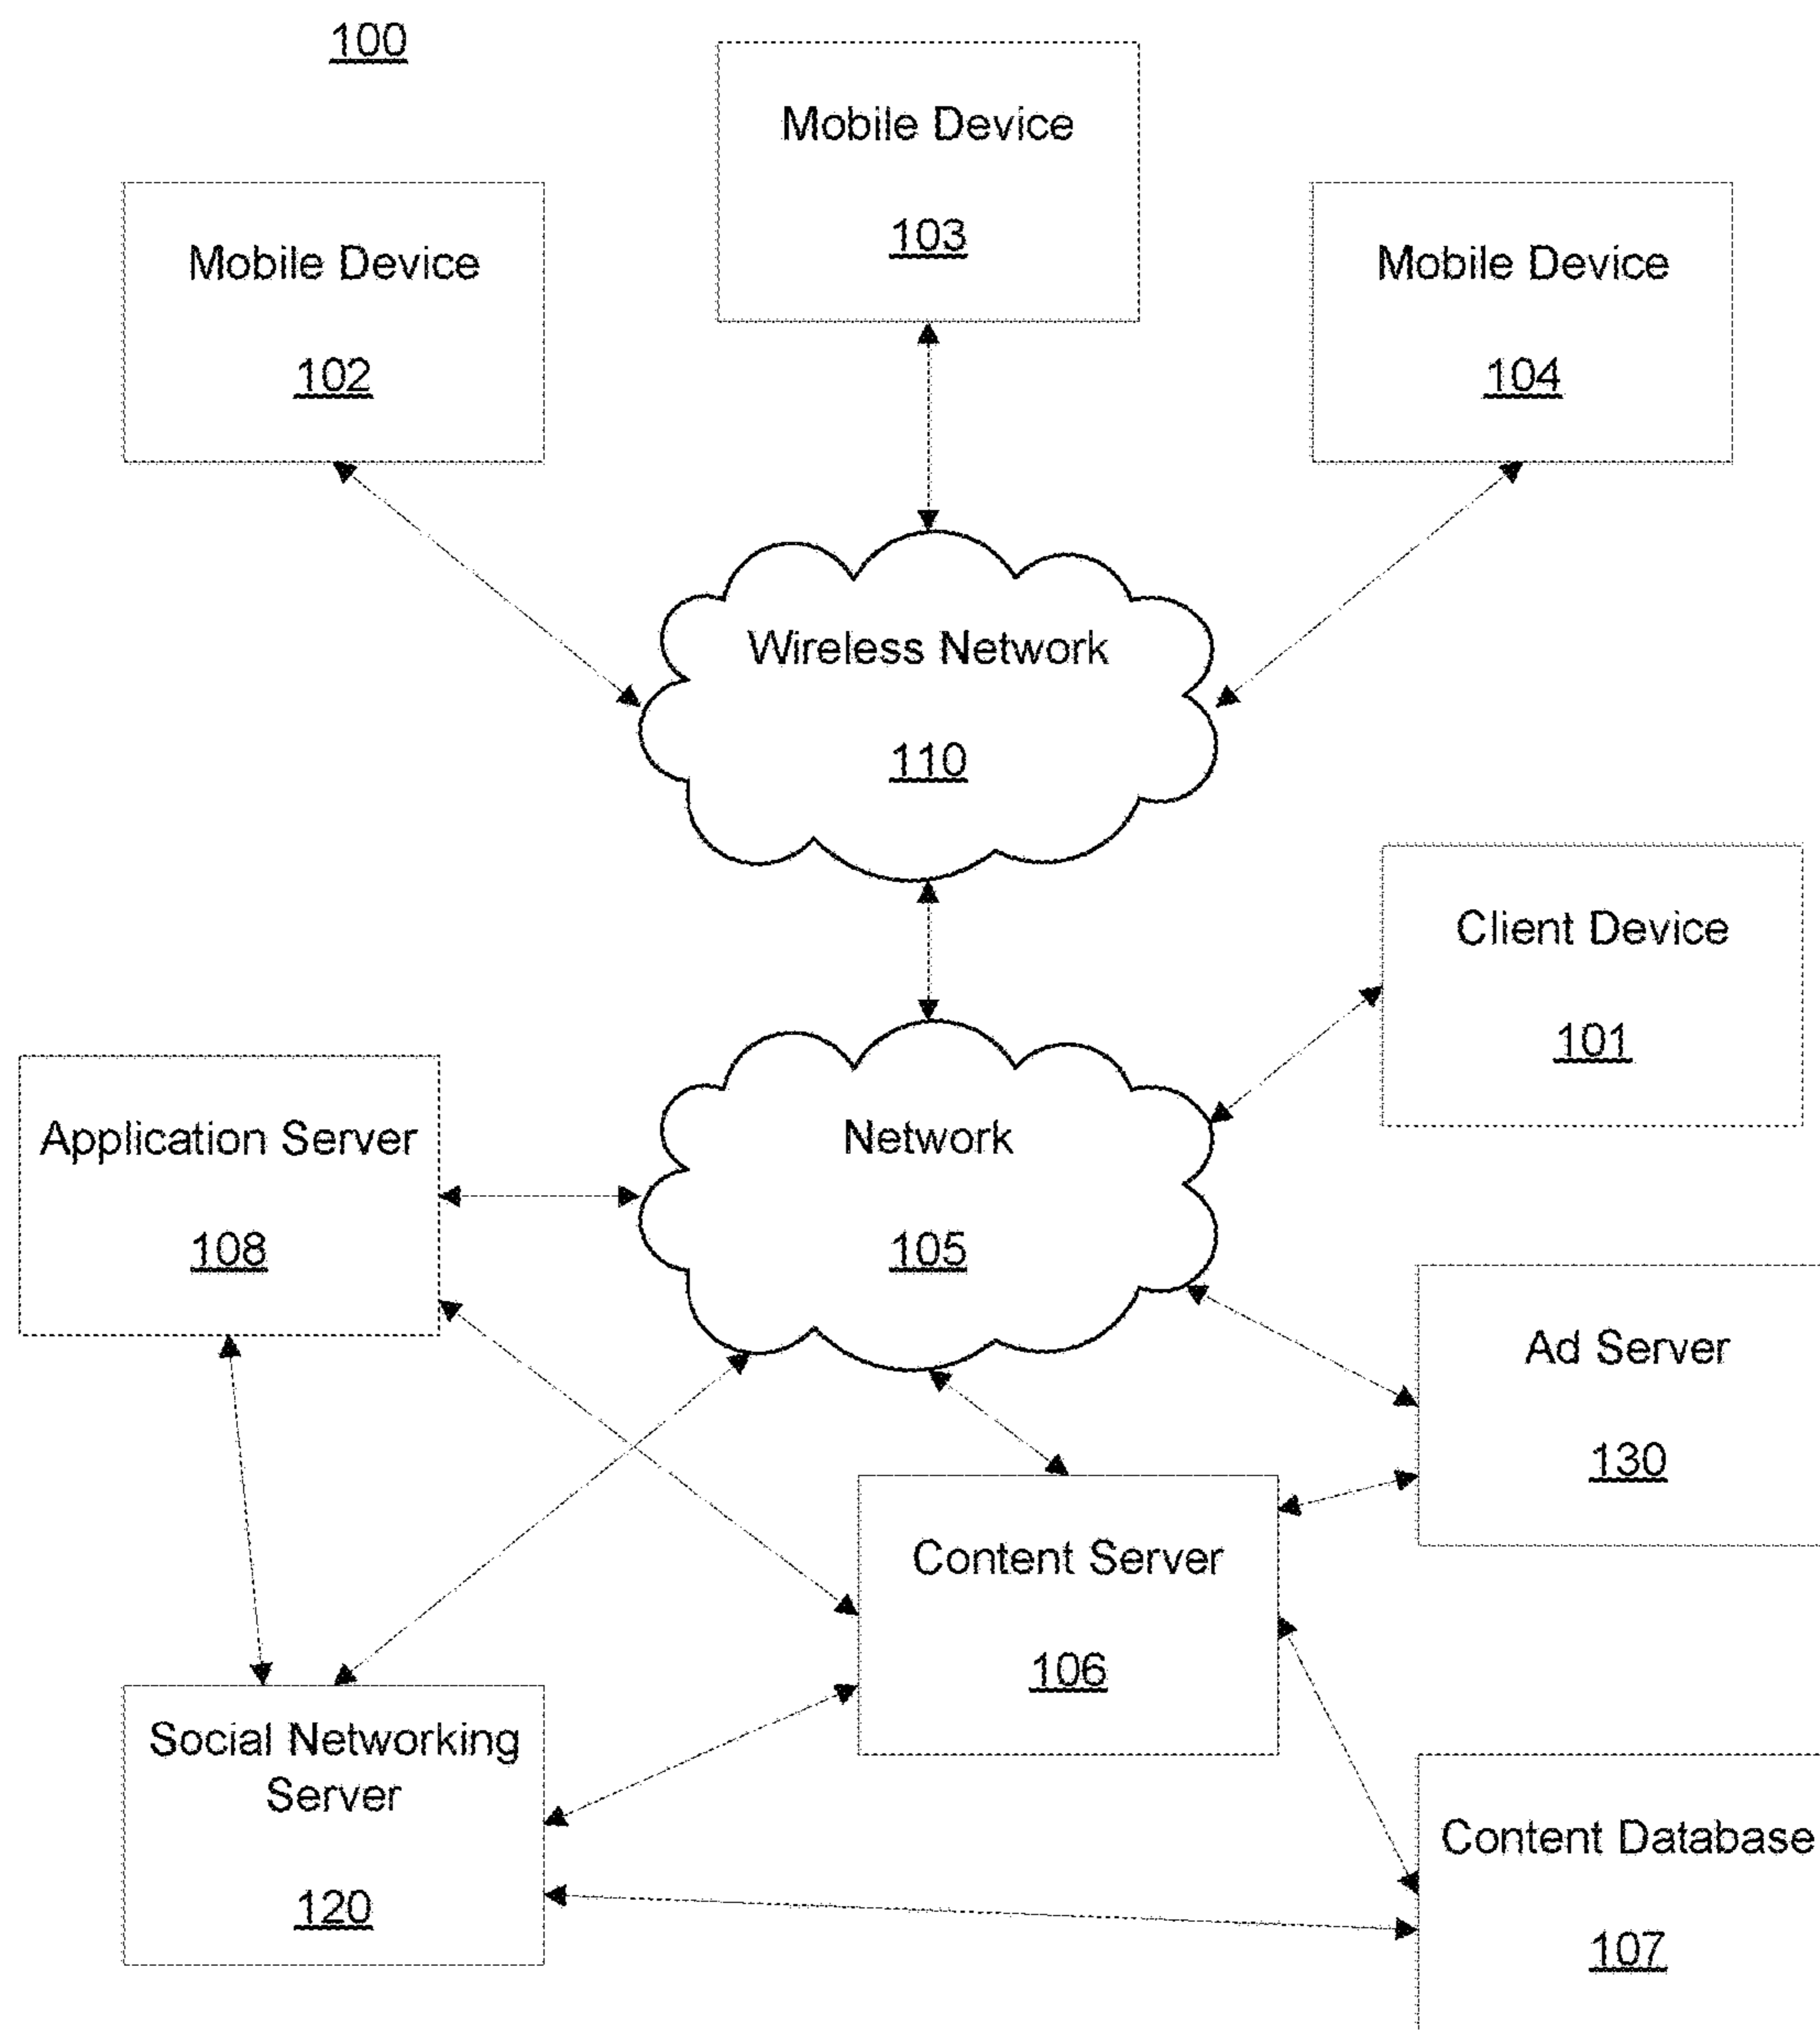 100
Mobile Device
103
Mobile Device
102
Mobile Device
104
Wireless Network
110
Client Device
101
Network
105
Application Server
108
Ad Server
130
Content Server
106
Social Networking
Server
120
Content Database
107